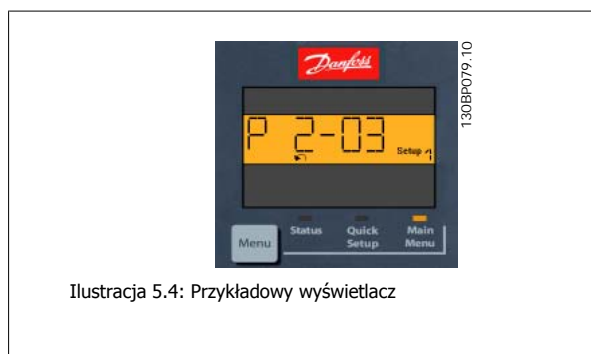 Danfoss
130BP079.10
P 2-03
Setup 1
Menu
Status
Quick Setup
Main Menu
Ilustracja 5.4: Przykładowy wyświetlacz